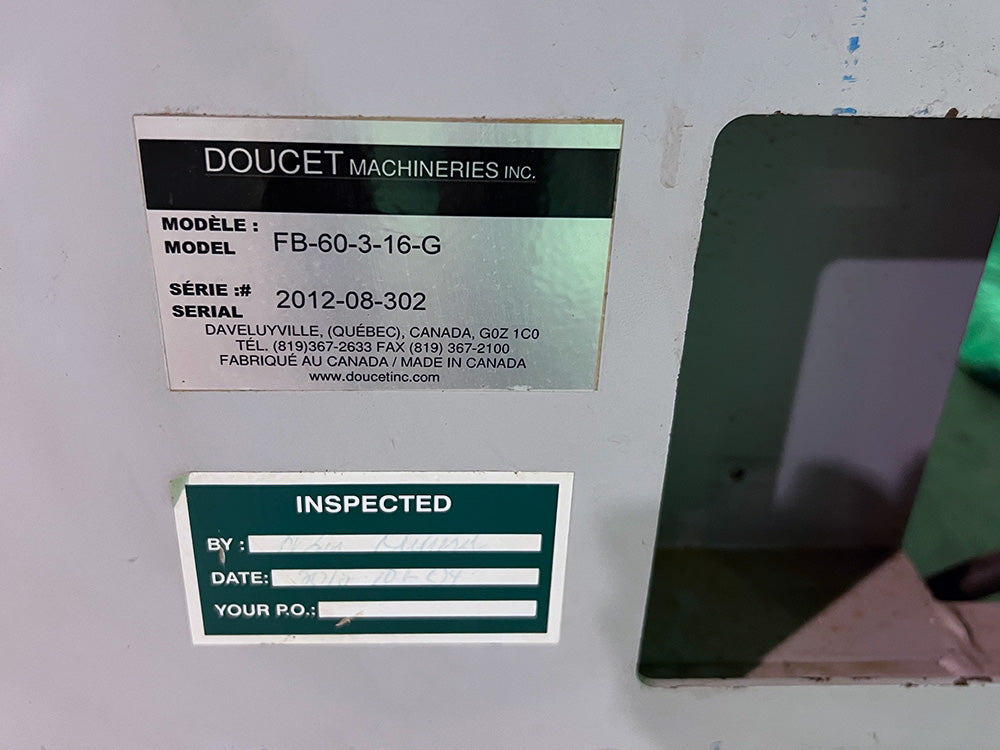 DOUCET MACHINERIES INC.
MODÈLE :
MODEL FB-60-3-16-G
SÉRIE :#
SERIAL 2012-08-302
DAVELUYVILLE, (QUÉBEC), CANADA, G0Z 1C0
TÉL. (819)367-2633 FAX (819) 367-2100
FABRIQUÉ AU CANADA / MADE IN CANADA
www.doucetinc.com
INSPECTED
BY :
DATE:
YOUR P.O.: